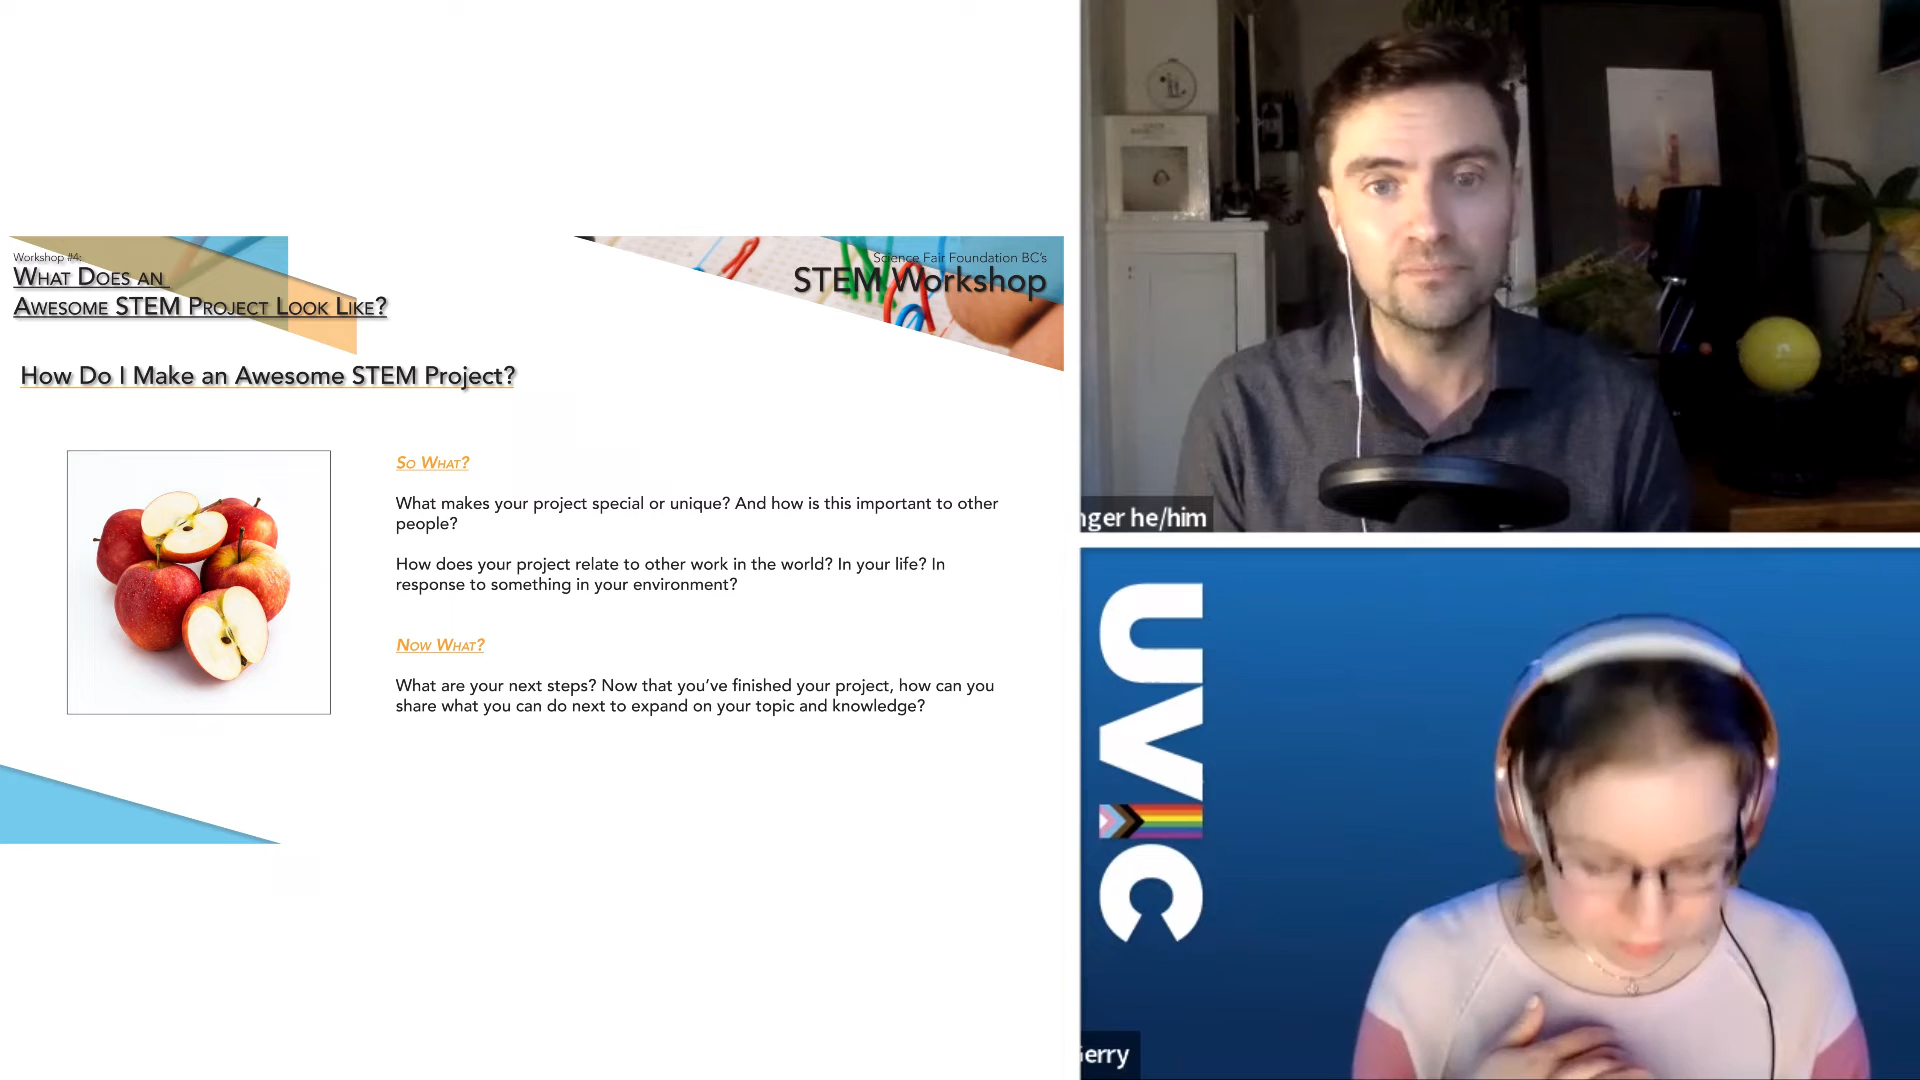 Workshop #4:
What Does an
Awesome STEM Project Look Like?
Science Fair Foundation BC's
STEM Workshop
How Do I Make an Awesome STEM Project?
So What?
What makes your project special or unique? And how is this important to other
people?
How does your project relate to other work in the world? In your life? In
response to something in your environment?
Now What?
What are your next steps? Now that you've finished your project, how can you
share what you can do next to expand on your topic and knowledge?
he/him
UVIC